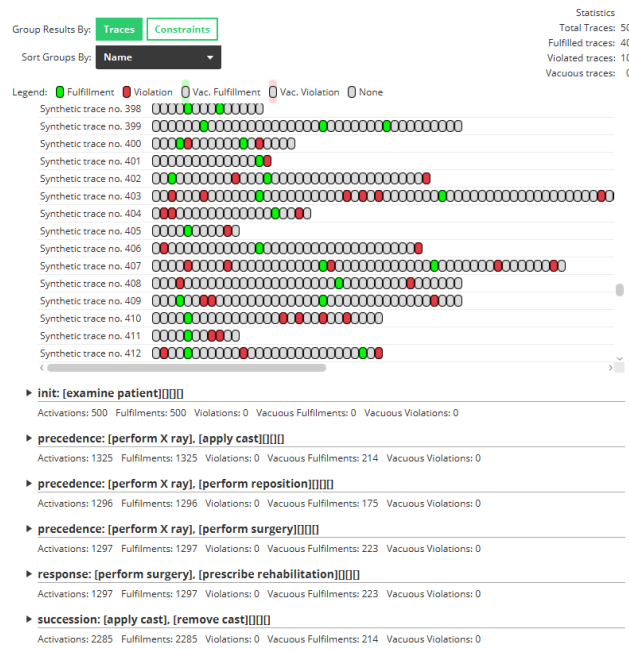 Statistics
Group Results By: Traces Constraints
Total Traces: 50
Fulfilled traces: 40
Sort Groups By: Name
Violated traces: 10
Vacuous traces: 0
Legend: Fulfillment Violation Vac. Fulfillment Vac. Violation None
Synthetic trace no. 398
Synthetic trace no. 399
Synthetic trace no. 400
Synthetic trace no. 401
Synthetic trace no. 402
Synthetic trace no. 403
Synthetic trace no. 404
Synthetic trace no. 405
Synthetic trace no. 406
Synthetic trace no. 407
Synthetic trace no. 408
Synthetic trace no. 409
Synthetic trace no. 410
Synthetic trace no. 411
Synthetic trace no. 412
init: [examine patient][][][]
Activations: 500 Fulfilments: 500 Violations: 0 Vacuous Fulfilments: 0 Vacuous Violations: 0
precedence: [perform X ray], [apply cast][][][]
Activations: 1325 Fulfilments: 1325 Violations: 0 Vacuous Fulfilments: 214 Vacuous Violations: 0
precedence: [perform X ray], [perform reposition][][][]
Activations: 1296 Fulfilments: 1296 Violations: 0 Vacuous Fulfilments: 175 Vacuous Violations: 0
precedence: [perform X ray], [perform surgery][][][]
Activations: 1297 Fulfilments: 1297 Violations: 0 Vacuous Fulfilments: 223 Vacuous Violations: 0
response: [perform surgery], [prescribe rehabilitation][][][]
Activations: 1297 Fulfilments: 1297 Violations: 0 Vacuous Fulfilments: 223 Vacuous Violations: 0
succession: [apply cast], [remove cast][][][]
Activations: 2285 Fulfilments: 2285 Violations: 0 Vacuous Fulfilments: 214 Vacuous Violations: 0